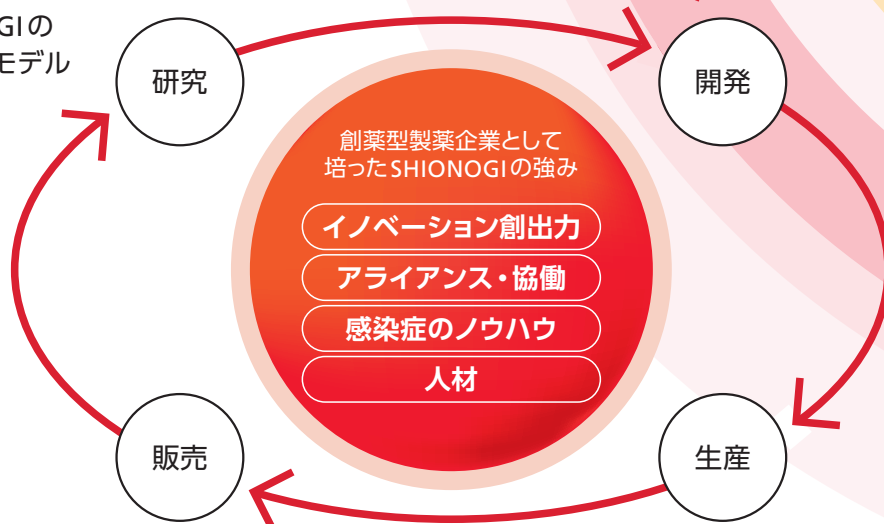 GIの
モデル
研究
開発
創薬型製薬企業として
培ったSHIONOGIの強み
イノベーション創出力
アライアンス・協働
感染症のノウハウ
人材
販売
生産